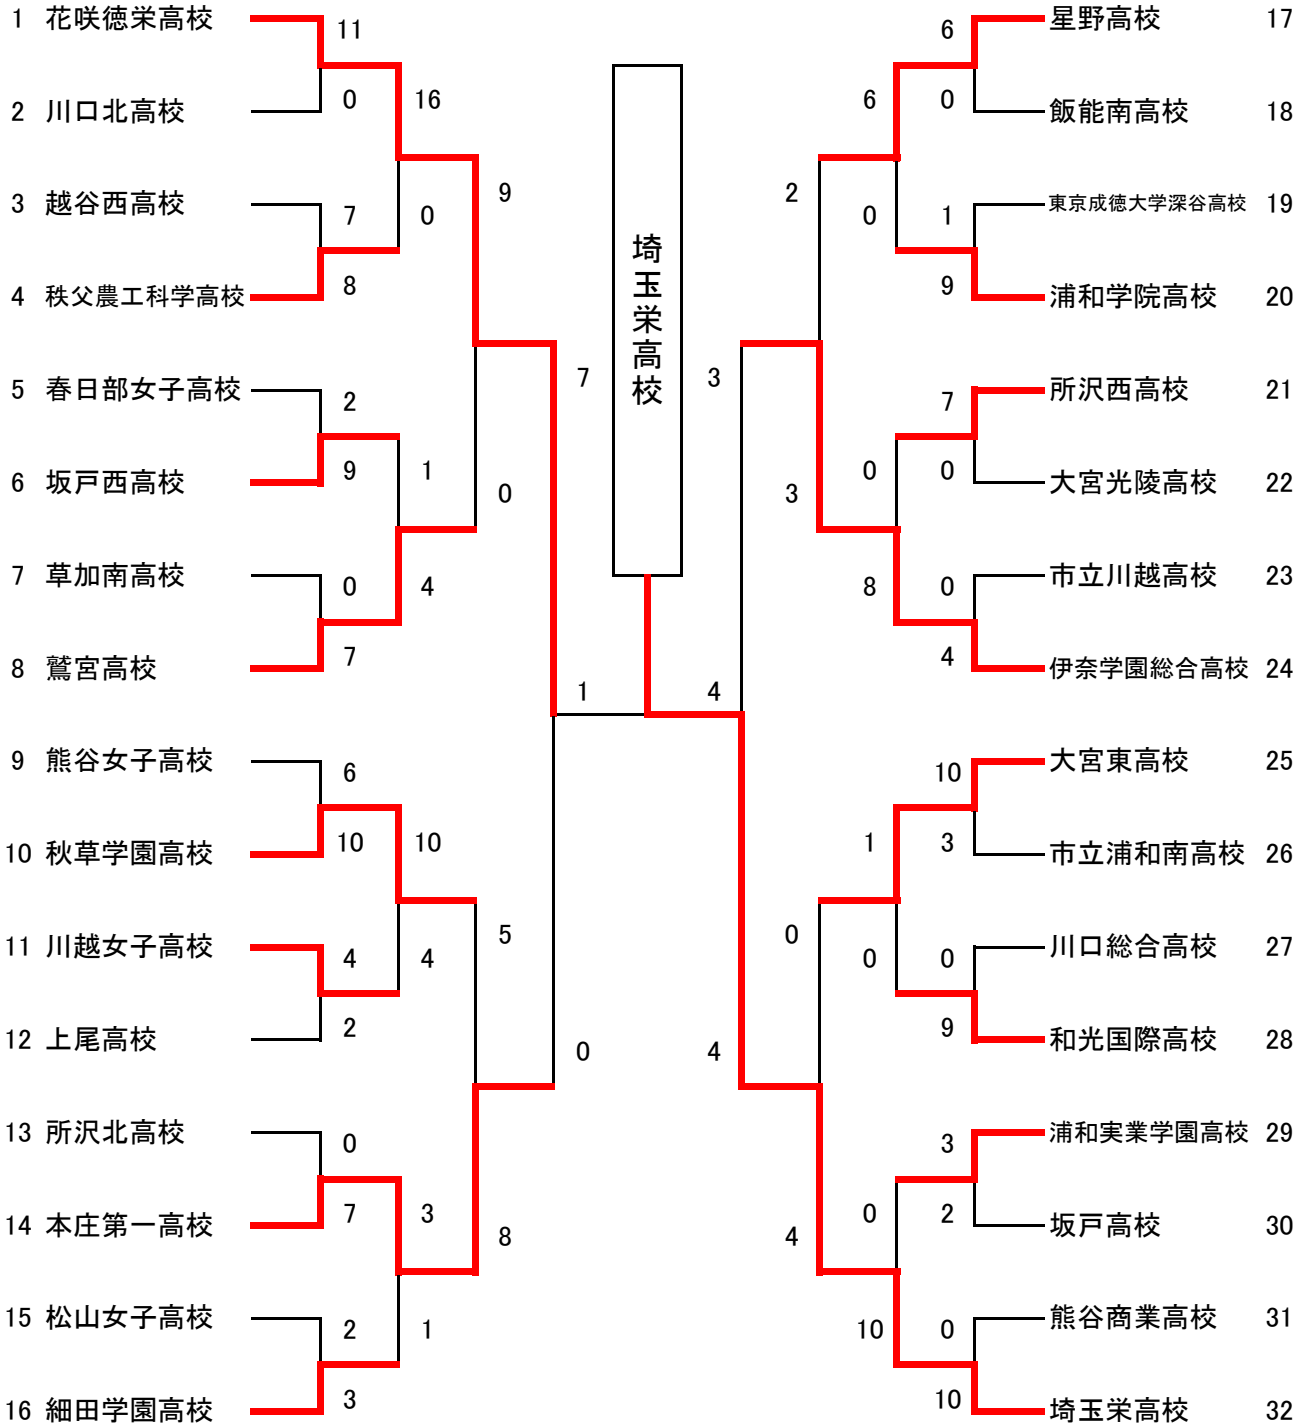 1 花咲徳栄高校
11
0
2 川口北高校
16
3 越谷西高校
7
0
8
4 秩父農工科学高校
9
5 春日部女子高校
2
9
6 坂戸西高校
1
0
7 草加南高校
0
4
7
8 鷲宮高校
7
1
9 熊谷女子高校
6
10
10 秋草学園高校
10
11 川越女子高校
4
4
2
12 上尾高校
5
0
13 所沢北高校
0
7
14 本庄第一高校
3
8
15 松山女子高校
2
1
3
16 細田学園高校
埼玉栄高校
星野高校 17
6
0
飯能南高校 18
6
東京成徳大学深谷高校 19
1
0
9
浦和学院高校 20
2
所沢西高校 21
7
0
大宮光陵高校 22
0
3
市立川越高校 23
0
8
4
伊奈学園総合高校 24
3
4
大宮東高校 25
10
3
市立浦和南高校 26
1
川口総合高校 27
0
0
9
和光国際高校 28
0
4
浦和実業学園高校 29
3
2
坂戸高校 30
0
4
熊谷商業高校 31
0
10
10
埼玉栄高校 32